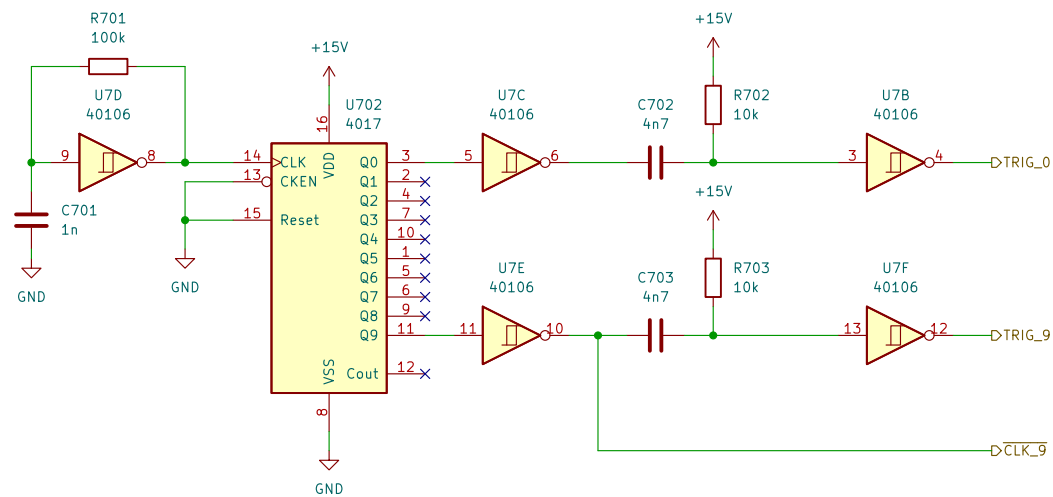 R701
100k
U7D
40106
9
8
C701
1n
GND
GND
+15V
U702
4017
16
VDD
14
CLK
13
CKEN
15
Reset
Q0
3
Q1
2
Q2
4
Q3
7
Q4
10
Q5
1
Q6
5
Q7
6
Q8
9
Q9
11
Cout
12
VSS
8
GND
U7C
40106
5
6
C702
4n7
+15V
R702
10k
U7B
40106
3
4
TRIG_0
U7E
40106
11
10
C703
4n7
+15V
R703
10k
U7F
40106
13
12
TRIG_9
CLK_9